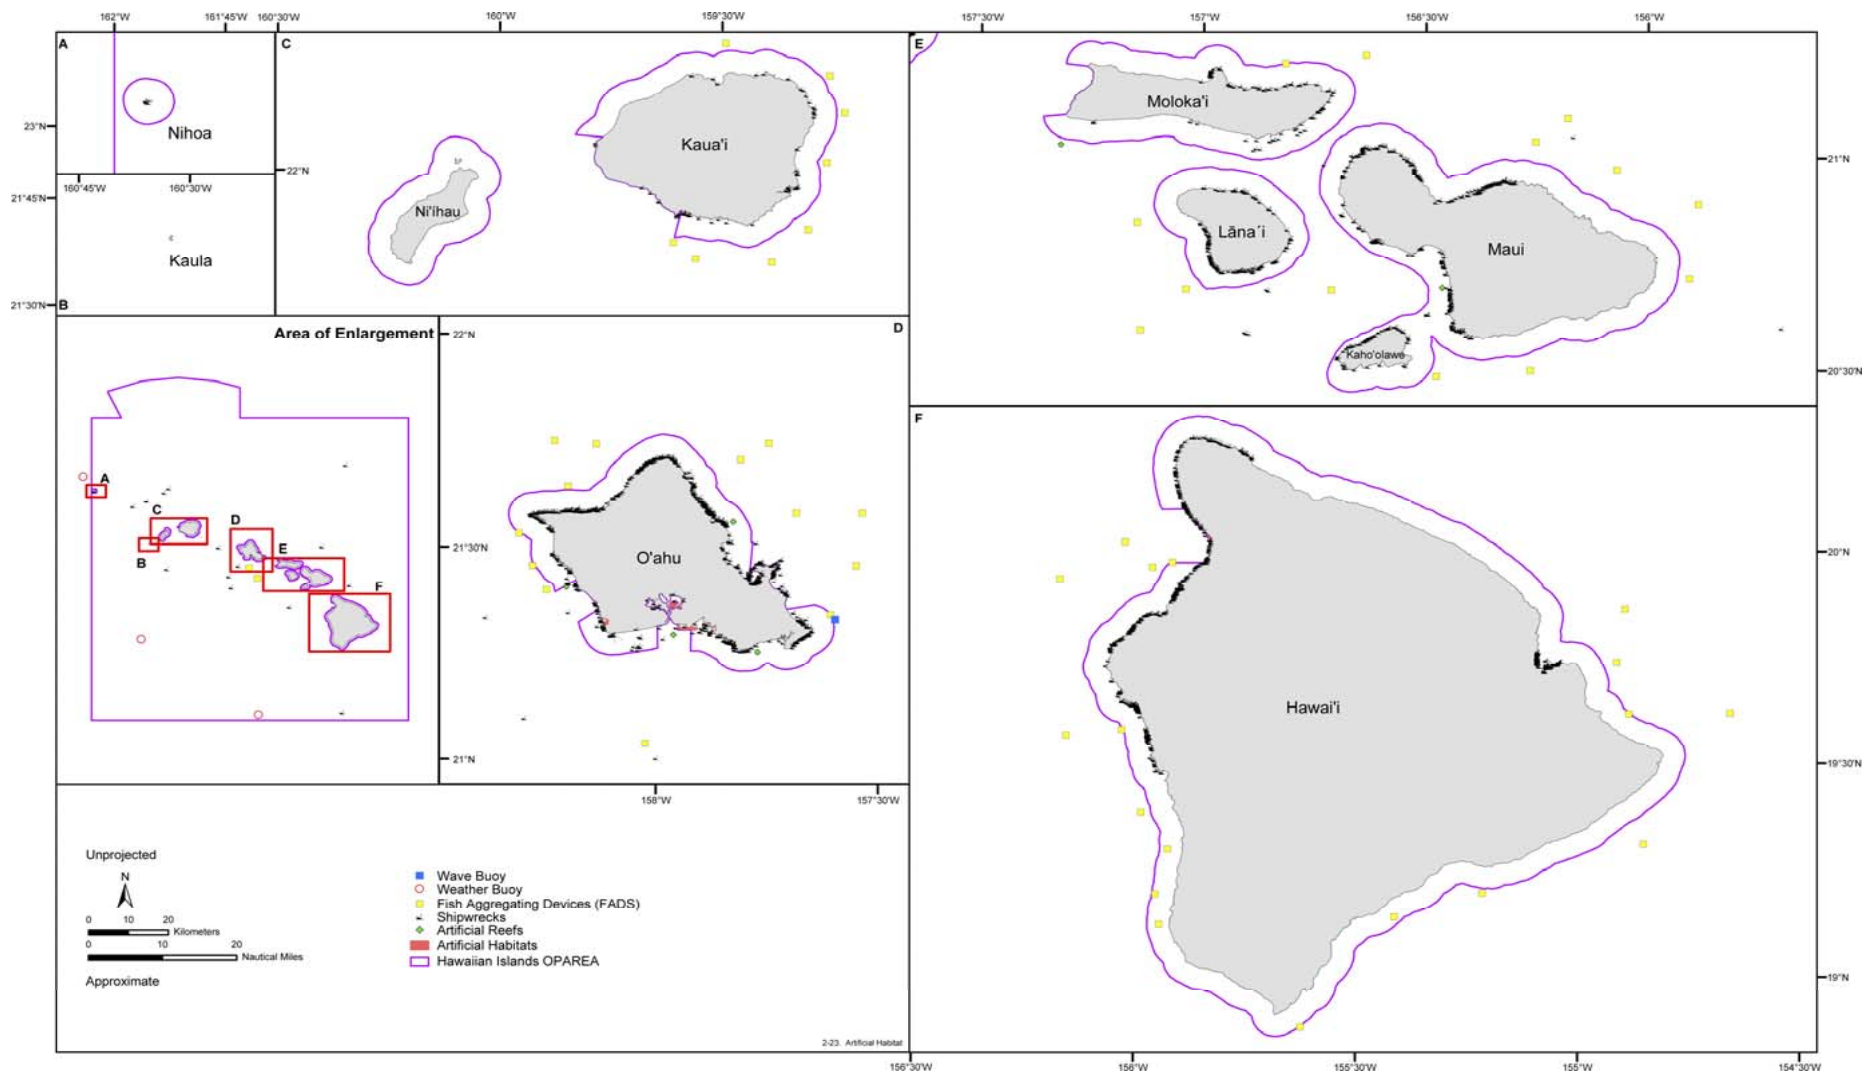 162°W
161°45'W
160°30'W
160°W
159°30'W
157°30'W
157°W
156°30'W
156°W
A
Nihoa
23°N
160°45'W
160°30'W
21°45'N
Kaula
B
21°30'N
C
22°N
Kaua'i
Ni'ihau
E
Moloka'i
Lāna´i
Maui
Kaho'olawe
21°N
20°30'N
Area of Enlargement
A
C
B
D
E
F
D
22°N
21°30'N
21°N
O'ahu
158°W
157°30'W
F
Hawai'i
20°N
19°30'N
19°N
156°30'W
156°W
155°30'W
155°W
154°30'W
Unprojected
N
0 10 20
Kilometers
0 10 20
Nautical Miles
Approximate
Wave Buoy
Weather Buoy
Fish Aggregating Devices (FADS)
Shipwrecks
Artificial Reefs
Artificial Habitats
Hawaiian Islands OPAREA
2-23. Artificial Habitat